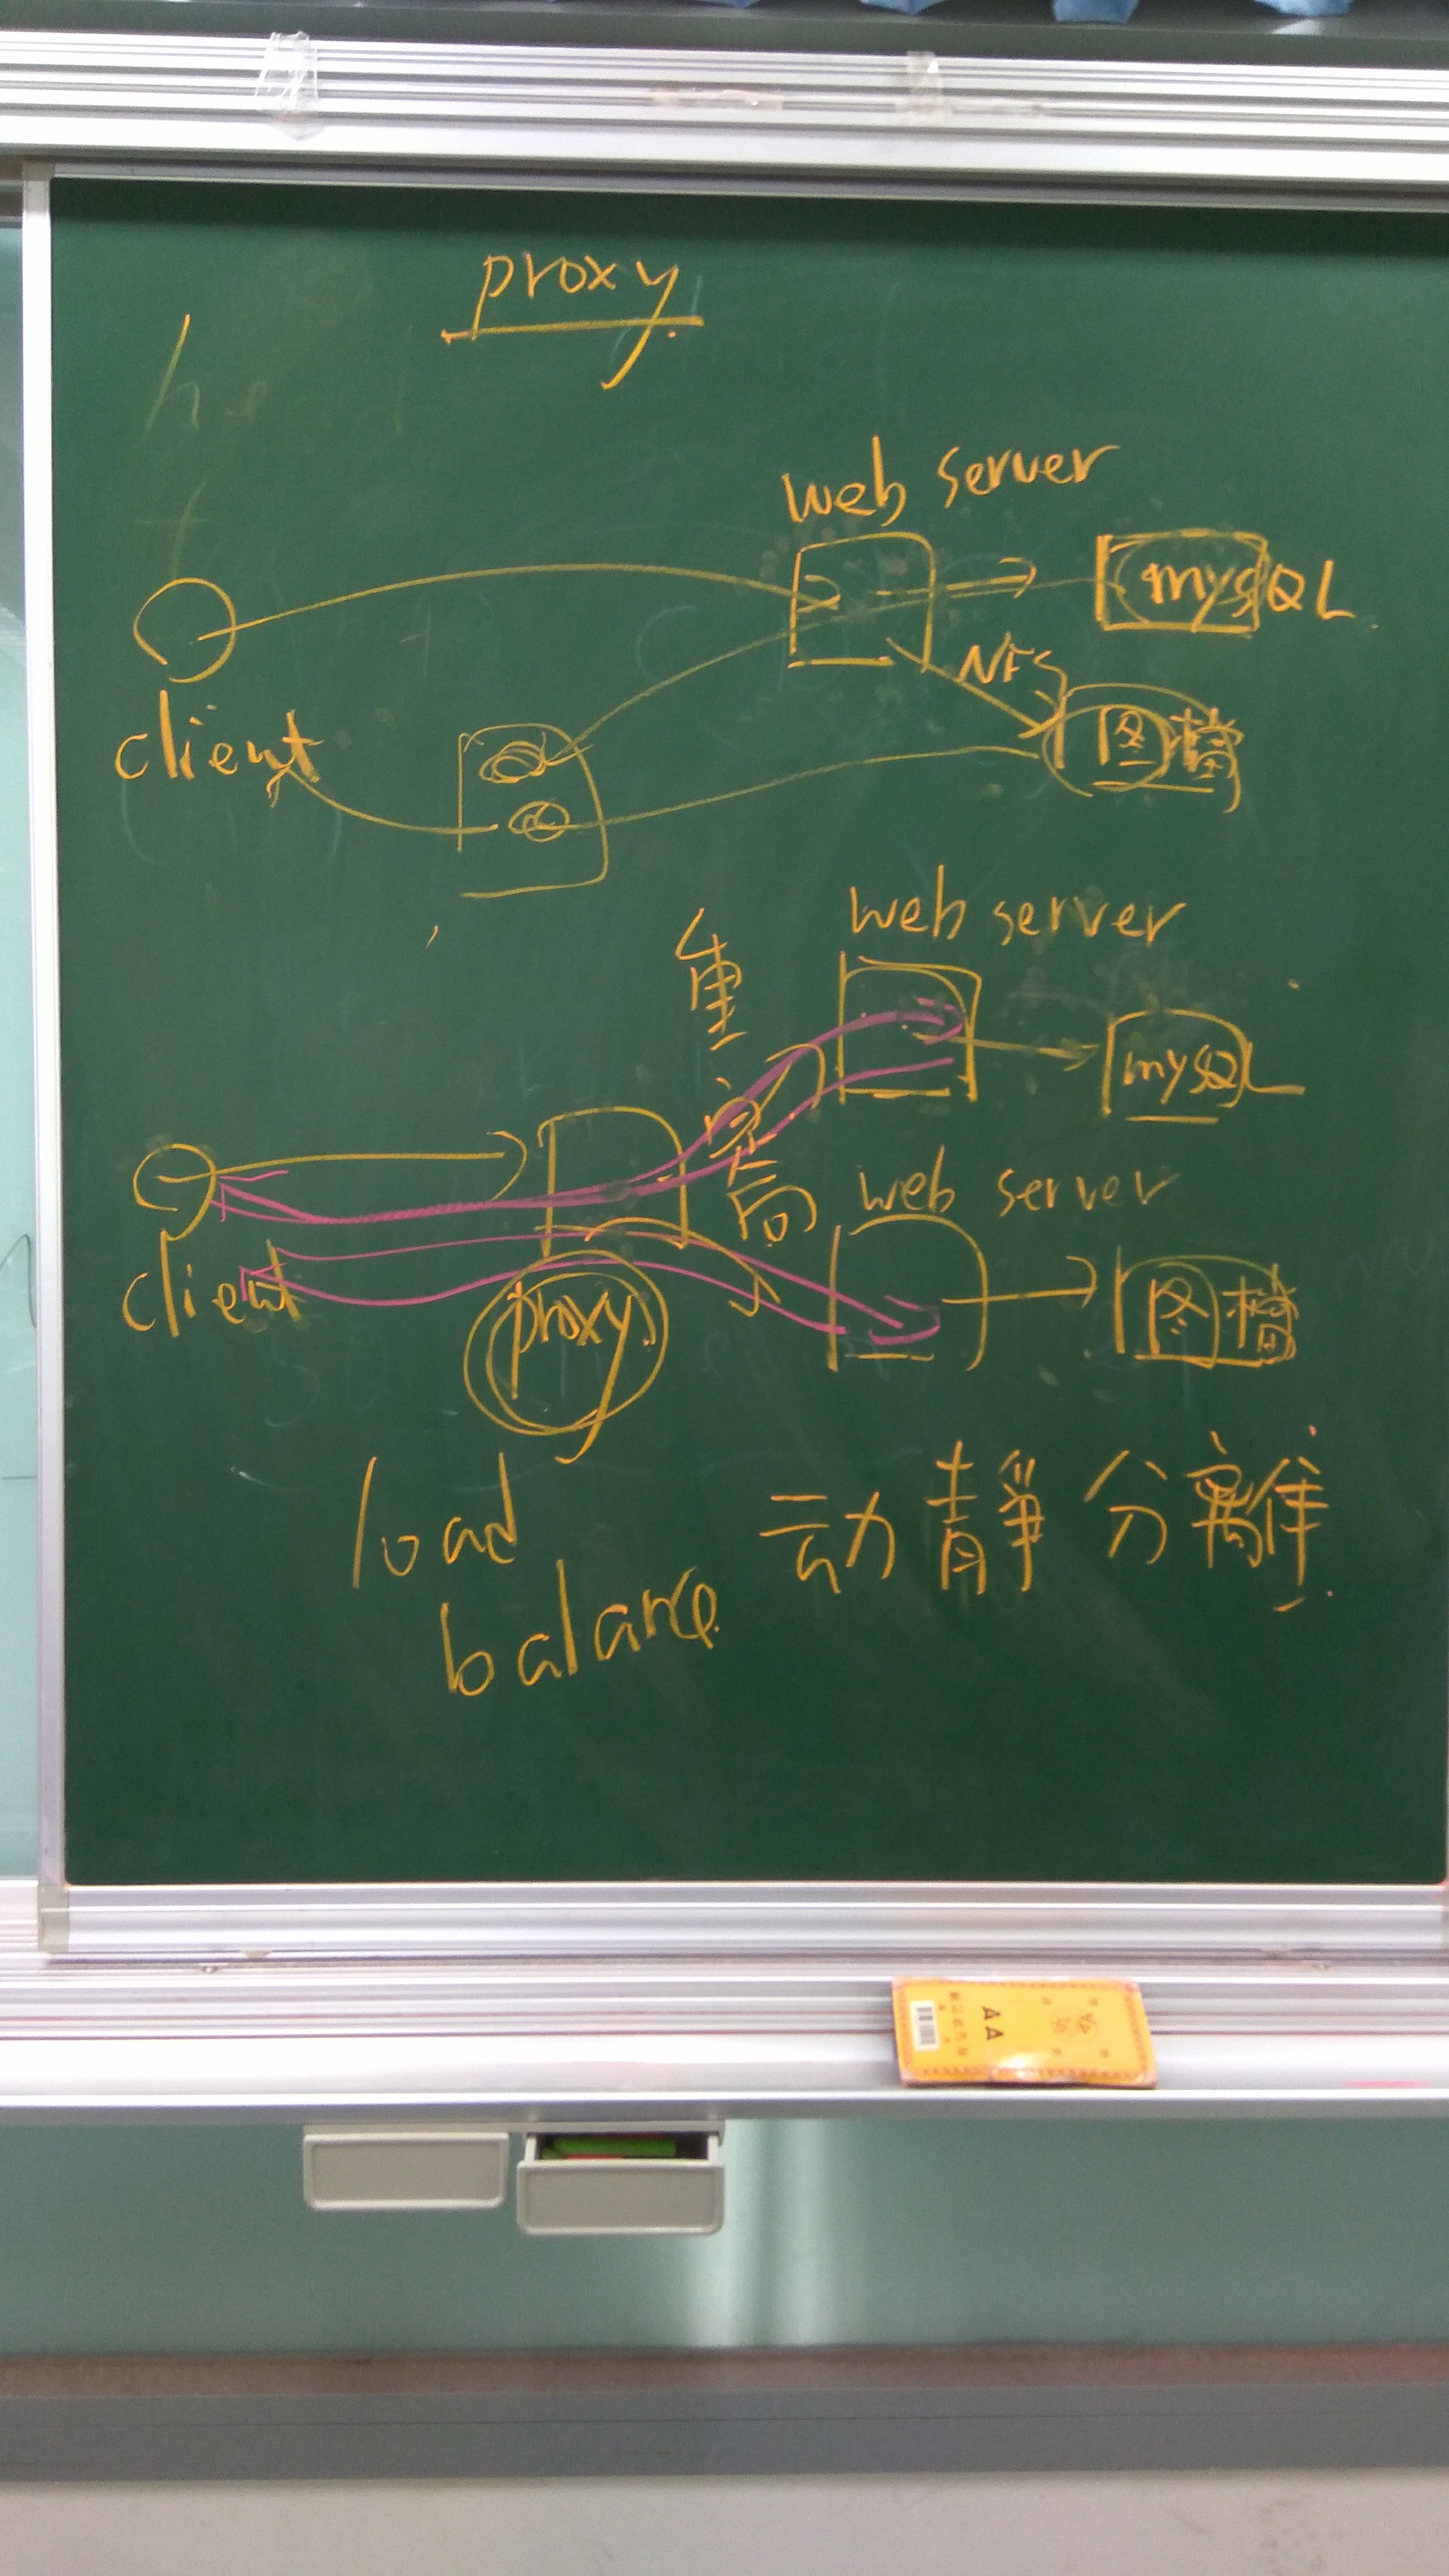 proxy
web server
mySQL
NFS
client
图檔
web server
重
定
向
mySQL
web server
client
proxy
图檔
load
balance
动靜分離
AA